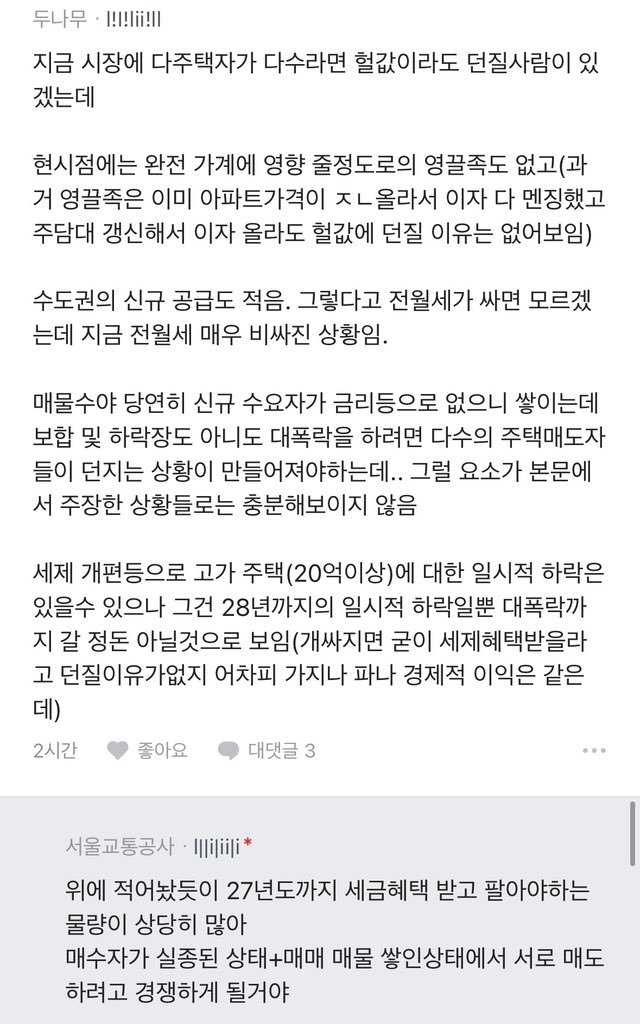 두나무 · l!l!lii!ll
지금 시장에 다주택자가 다수라면 헐값이라도 던질사람이 있
겠는데
현시점에는 완전 가계에 영향 줄정도로의 영끌족도 없고(과
거 영끌족은 이미 아파트가격이 ㅈㄴ올라서 이자 다 멘징했고
주담대 갱신해서 이자 올라도 헐값에 던질 이유는 없어보임)
수도권의 신규 공급도 적음. 그렇다고 전월세가 싸면 모르겠
는데 지금 전월세 매우 비싸진 상황임.
매물수야 당연히 신규 수요자가 금리등으로 없으니 쌓이는데
보합 및 하락장도 아니도 대폭락을 하려면 다수의 주택매도자
들이 던지는 상황이 만들어져야하는데.. 그럴 요소가 본문에
서 주장한 상황들로는 충분해보이지 않음
세제 개편등으로 고가 주택(20억이상)에 대한 일시적 하락은
있을수 있으나 그건 28년까지의 일시적 하락일뿐 대폭락까
지 갈 정돈 아닐것으로 보임(개싸지면 굳이 세제혜택받을라
고 던질이유가없지 어차피 가지나 파나 경제적 이익은 같은
데)
2시간 좋아요 대댓글 3
서울교통공사 · l||i|ii|i*
위에 적어놨듯이 27년도까지 세금혜택 받고 팔아야하는
물량이 상당히 많아
매수자가 실종된 상태+매매 매물 쌓인상태에서 서로 매도
하려고 경쟁하게 될거야